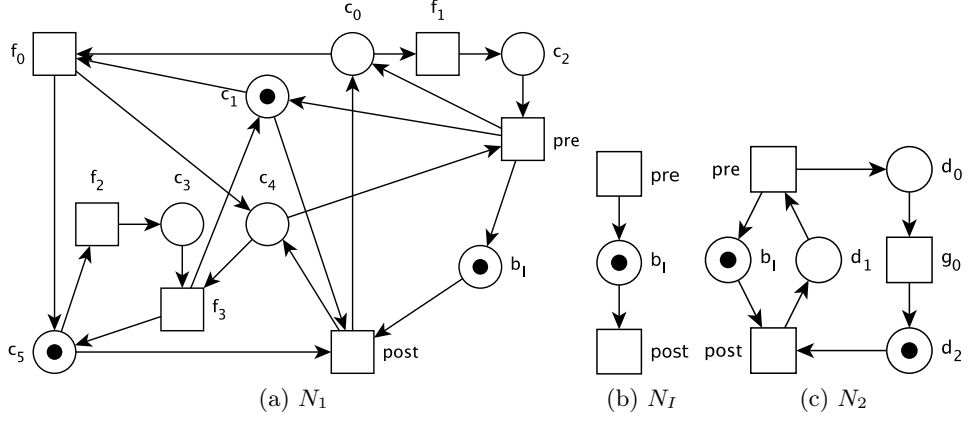 c0 f1
f0 c2
c1
pre
f2 c3 c4
pre
pre d0
bI
bI
bI d1 g0
f3
c5 post
post
post d2
(a) N1 (b) NI (c) N2